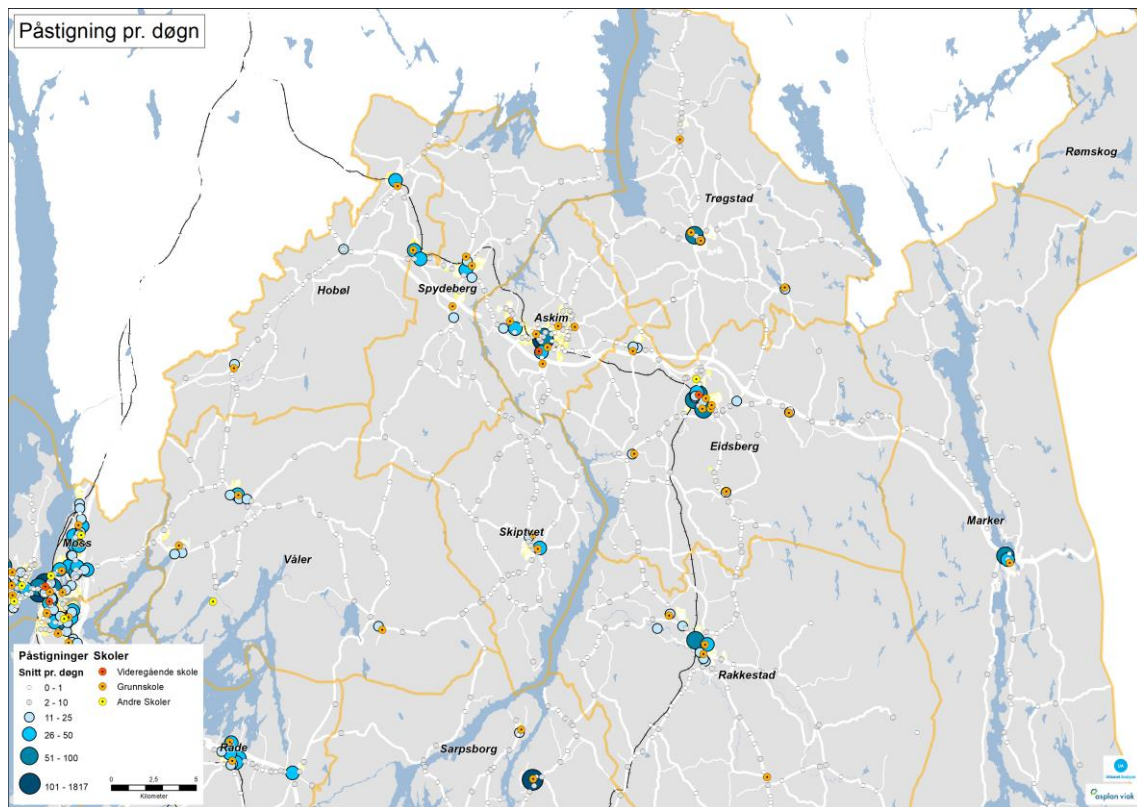 Påstigning pr. døgn
Rømskog
Trøgstad
Hobøl
Spydeberg
Askim
Eidsberg
Marker
Skiptvet
Moss
Våler
Rakkestad
Sarpsborg
Råde
Påstigninger Skoler
Snitt pr. døgn
Videregående skole
0 - 1
Grunnskole
2 - 10
Andre Skoler
11 - 25
26 - 50
51 - 100
101 - 1817
0 2,5 5
Kilometer
asplan viak